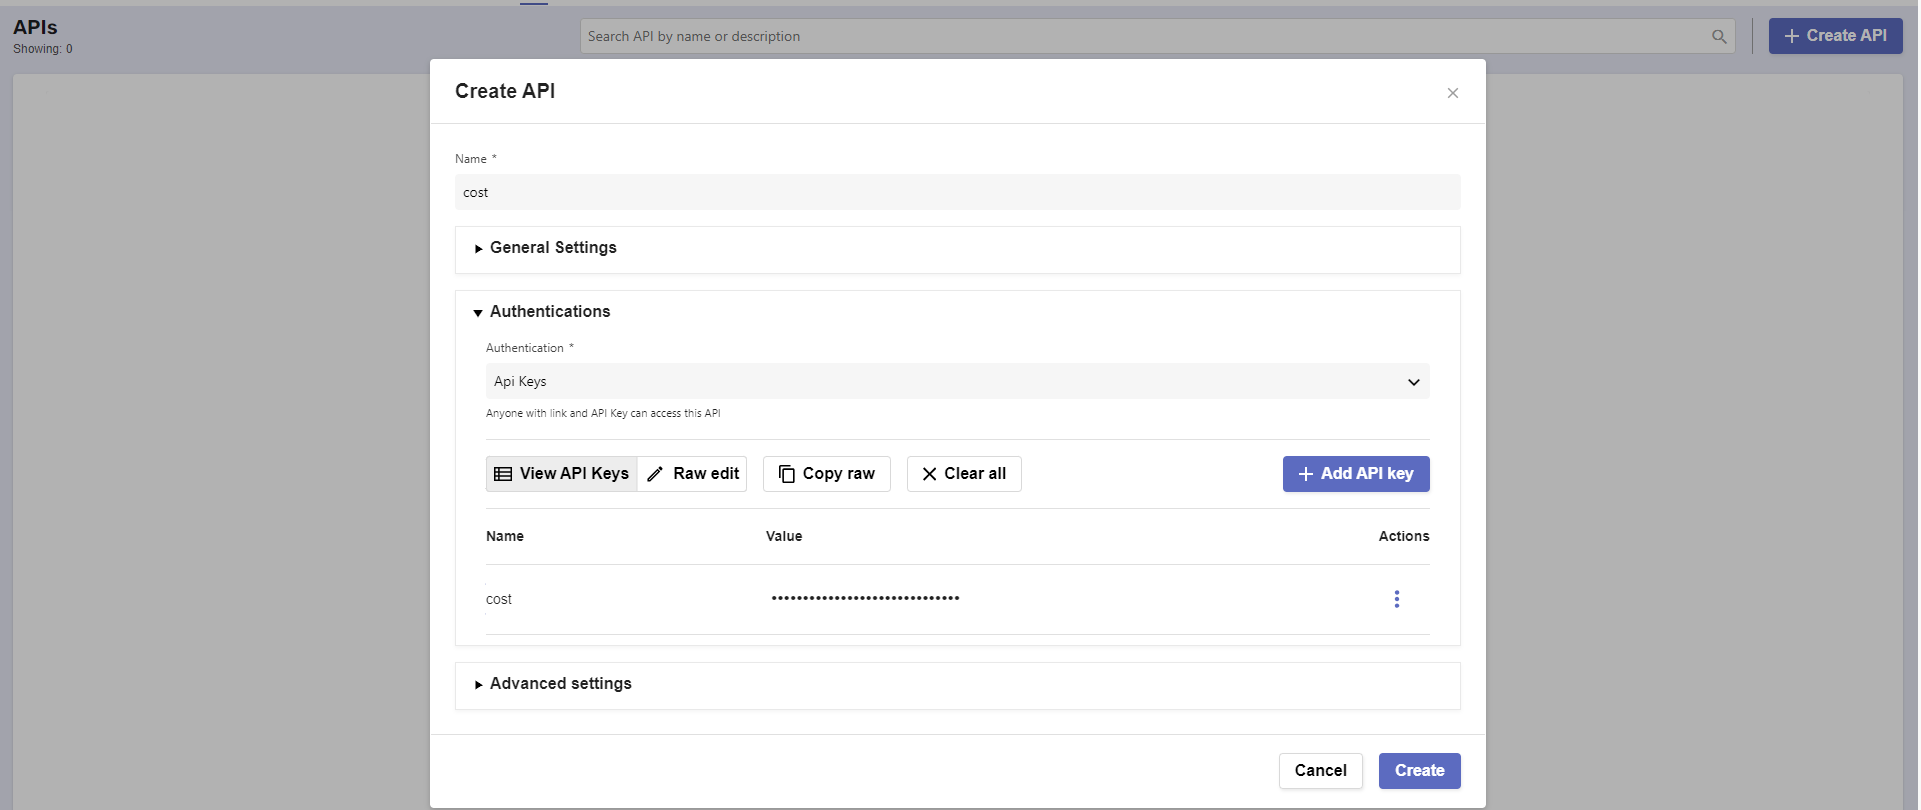 APIs
Showing: 0
Search API by name or description
Create API
Create API
Name *
cost
General Settings
Authentications
Authentication *
Api Keys
Anyone with link and API Key can access this API
View API Keys
Raw edit
Copy raw
Clear all
Add API key
Name Value Actions
cost ••••••••••••••••••••••••••••••
Advanced settings
Cancel
Create